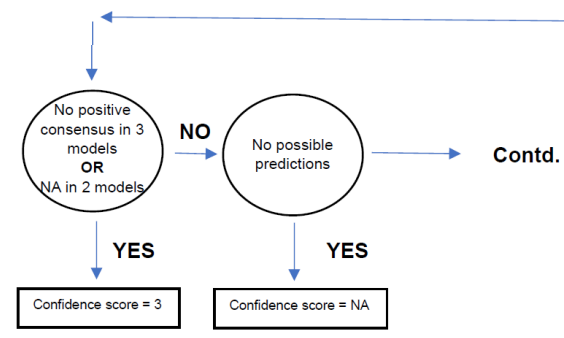 No positive
consensus in 3
models
OR
NA in 2 models
NO
No possible
predictions
Contd.
YES
YES
Confidence score = 3
Confidence score = NA